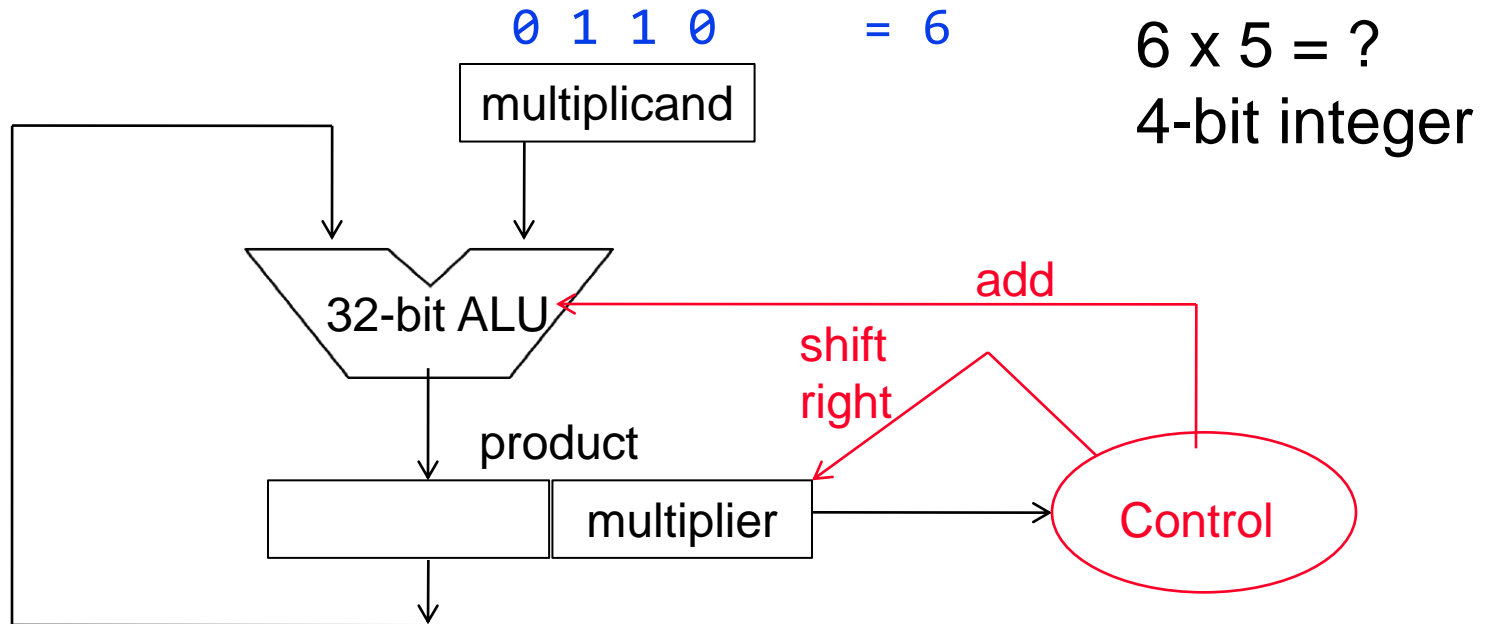 0 1 1 0 = 6
6 x 5 = ?
multiplicand
4-bit integer
add
32-bit ALU
shift
right
product
multiplier
Control